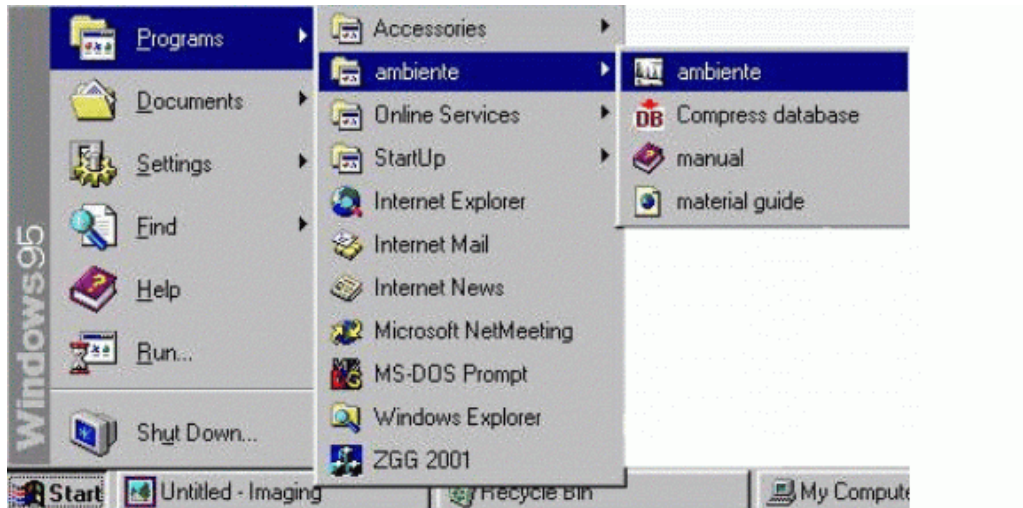 Programs
Documents
Settings
Find
Help
Run...
Shut Down...
Windows95
Accessories
ambiente
Online Services
StartUp
Internet Explorer
Internet Mail
Internet News
Microsoft NetMeeting
MS-DOS Prompt
Windows Explorer
ZGG 2001
ambiente
DB Compress database
manual
material guide
Start
Untitled - Imaging
Recycle Bin
My Compute